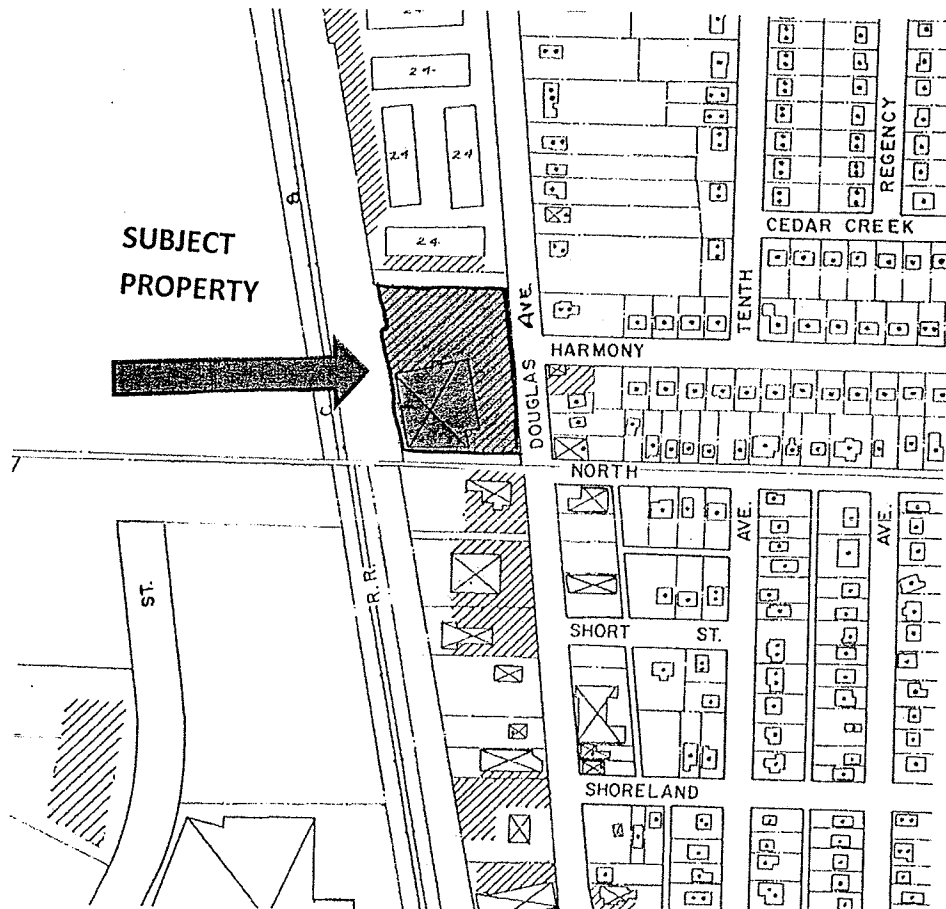 24
24
24
24
24
SUBJECT
PROPERTY
DOUGLAS AVE.
TENTH
REGENCY
CEDAR CREEK
HARMONY
NORTH
AVE.
AVE.
C.
R.R.
ST.
SHORT ST.
SHORELAND
7